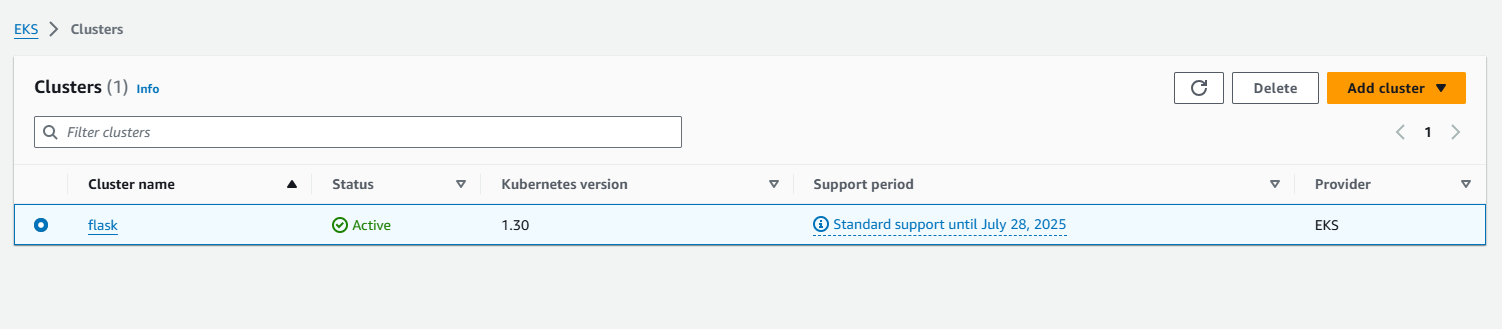 EKS Clusters
Clusters (1) Info
Delete Add cluster
Filter clusters
1
Cluster name Status Kubernetes version Support period Provider
flask Active 1.30 Standard support until July 28, 2025 EKS